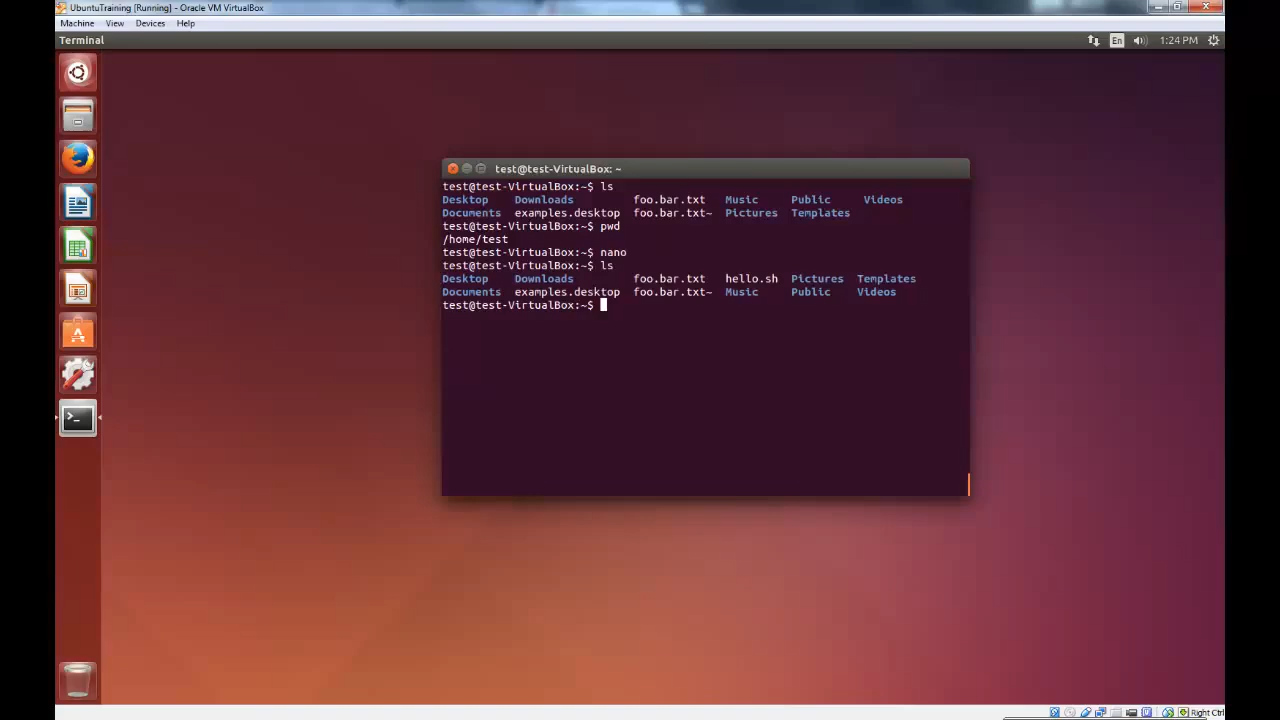 UbuntuTraining [Running] - Oracle VM VirtualBox
Machine View Devices Help
Terminal En 1:24 PM
test@test-VirtualBox: ~
test@test-VirtualBox:~$ ls
Desktop Downloads foo.bar.txt Music Public Videos
Documents examples.desktop foo.bar.txt~ Pictures Templates
test@test-VirtualBox:~$ pwd
/home/test
test@test-VirtualBox:~$ nano
test@test-VirtualBox:~$ ls
Desktop Downloads foo.bar.txt hello.sh Pictures Templates
Documents examples.desktop foo.bar.txt~ Music Public Videos
test@test-VirtualBox:~$
Right Ctrl